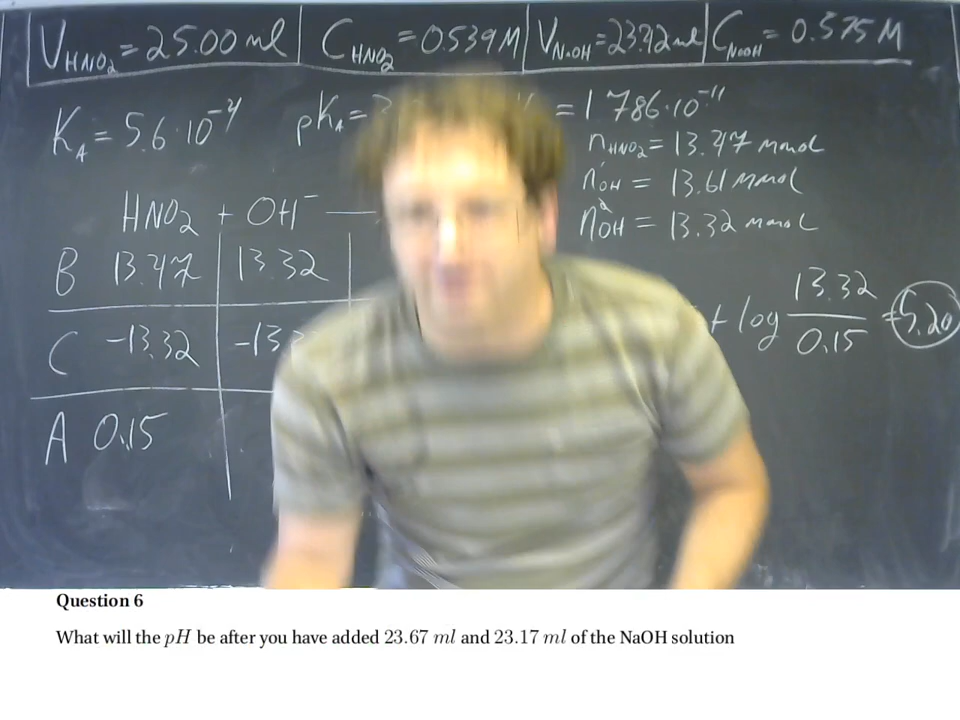 V_HNO₂ = 25.00 ml | C_HNO₂ = 0.539 M | V_NaOH = 23.42 ml | C_NaOH = 0.575 M
K_A = 5.6·10⁻⁴ pK_A = = 1 786·10⁻¹¹
n_HNO₂ = 13.47 mmol
n_OH = 13.61 mmol
n_OH = 13.32 mmol
HNO₂ + OH⁻ —
B 13.47 | 13.32 |
C -13.32 | -13
A 0.15
+ log 13.32 / 0.15 = 5.20
Question 6
What will the pH be after you have added 23.67 ml and 23.17 ml of the NaOH solution